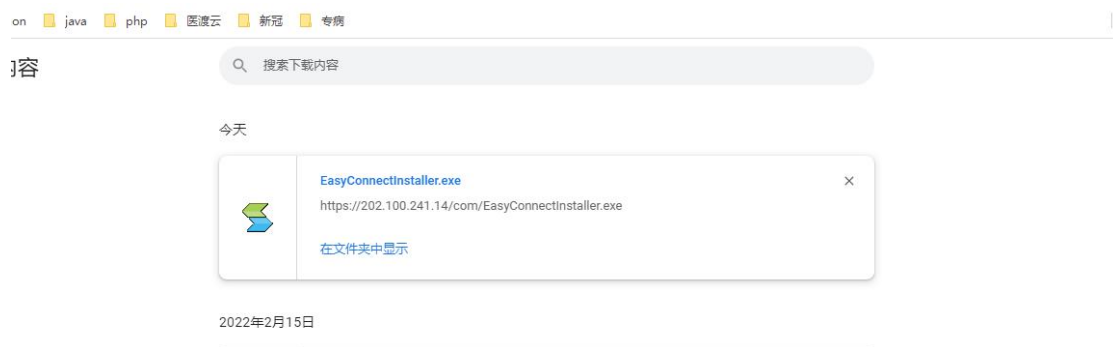 on java php 医渡云 新冠 专病
内容
搜索下载内容
今天
EasyConnectInstaller.exe
https://202.100.241.14/com/EasyConnectInstaller.exe
在文件夹中显示
2022年2月15日